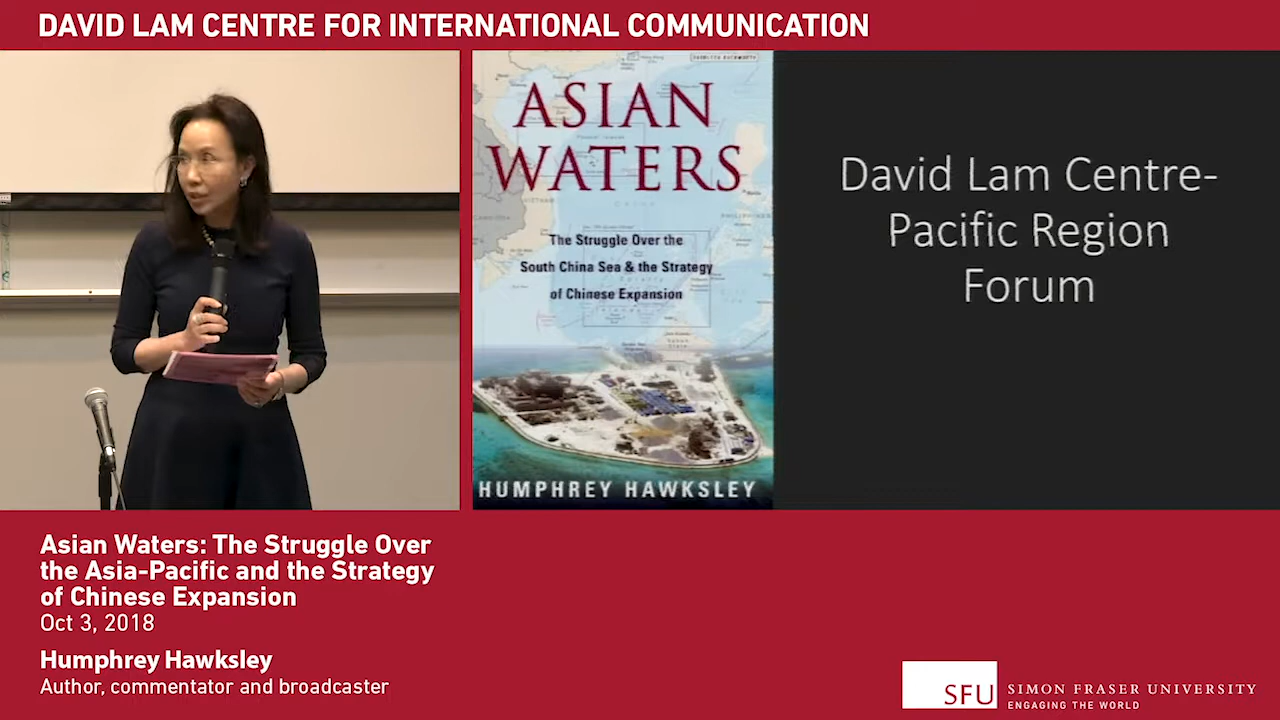 DAVID LAM CENTRE FOR INTERNATIONAL COMMUNICATION
ASIAN
WATERS
The Struggle Over the
South China Sea & the Strategy
of Chinese Expansion
HUMPHREY HAWKSLEY
David Lam Centre-
Pacific Region
Forum
Asian Waters: The Struggle Over
the Asia-Pacific and the Strategy
of Chinese Expansion
Oct 3, 2018
Humphrey Hawksley
Author, commentator and broadcaster
SFU
SIMON FRASER UNIVERSITY
ENGAGING THE WORLD